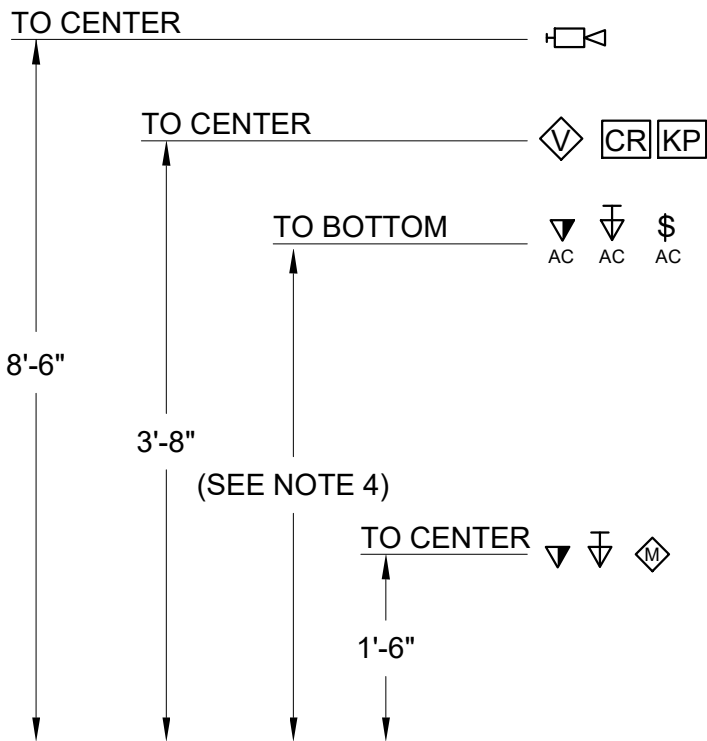 TO CENTER
TO CENTER
V CR KP
TO BOTTOM
$
AC AC AC
8'-6"
3'-8"
(SEE NOTE 4)
TO CENTER
M
1'-6"